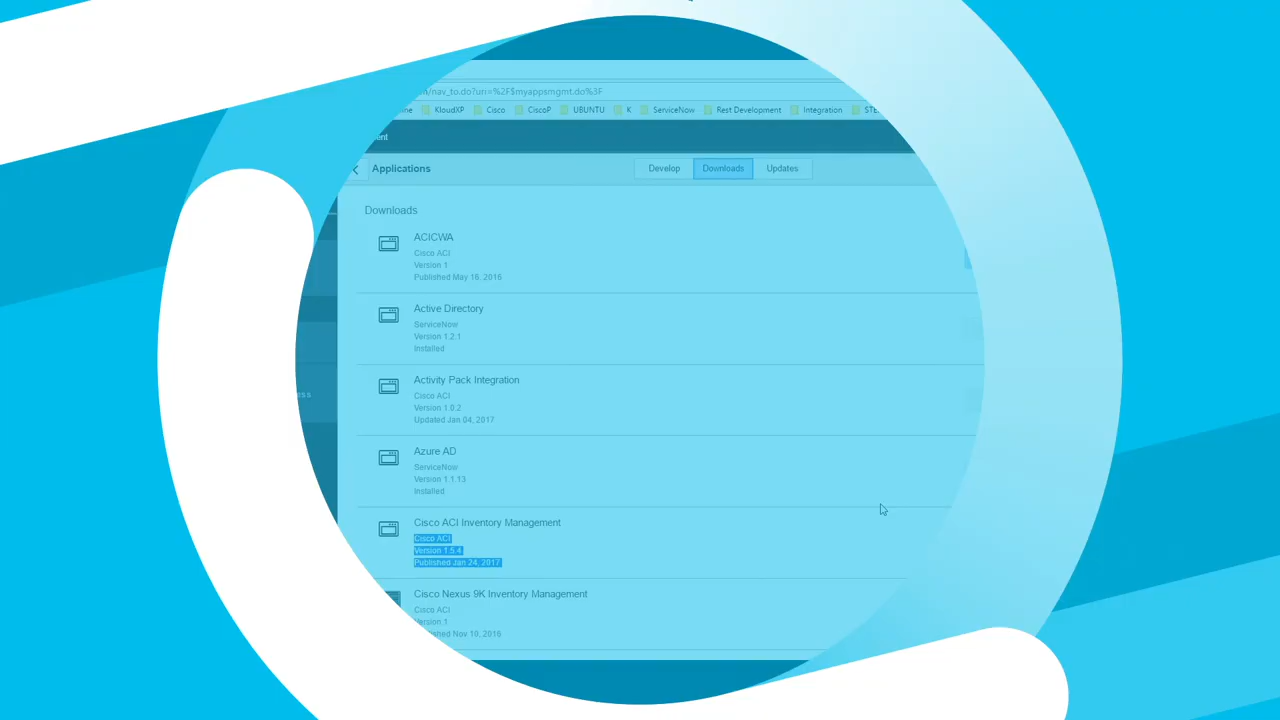 /nav_to.do?uri=%2F$myappsmgmt.do%3F
KloudXP Cisco CiscoP UBUNTU K ServiceNow Rest Development Integration
Applications Develop Downloads Updates
Downloads
ACICWA
Cisco ACI
Version 1
Published May 16, 2016
Active Directory
ServiceNow
Version 1.2.1
Installed
Activity Pack Integration
Cisco ACI
Version 1.0.2
Updated Jan 04, 2017
Azure AD
ServiceNow
Version 1.1.13
Installed
Cisco ACI Inventory Management
Cisco ACI
Version 1.5.4
Published Jan 24, 2017
Cisco Nexus 9K Inventory Management
Cisco ACI
Version 1
Nov 10, 2016